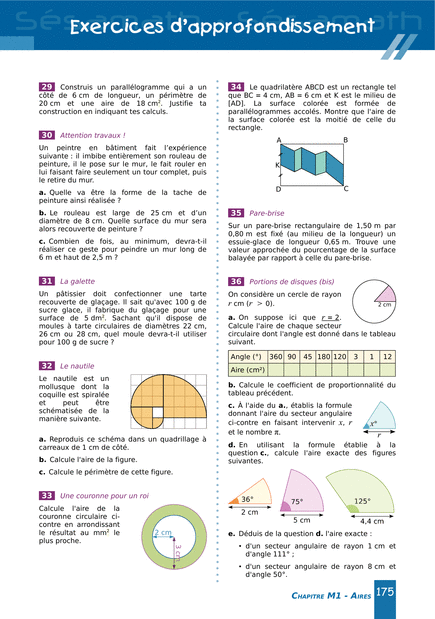 Exercices d'approfondissement
29 Construis un parallélogramme qui a un
côté de 6 cm de longueur, un périmètre de
20 cm et une aire de 18 cm². Justifie ta
construction en indiquant tes calculs.
30 Attention travaux !
Un peintre en bâtiment fait l'expérience
suivante : il imbibe entièrement son rouleau de
peinture, il le pose sur le mur, le fait rouler en
lui faisant faire seulement un tour complet, puis
le retire du mur.
a. Quelle va être la forme de la tache de
peinture ainsi réalisée ?
b. Le rouleau est large de 25 cm et d'un
diamètre de 8 cm. Quelle surface du mur sera
alors recouverte de peinture ?
c. Combien de fois, au minimum, devra-t-il
réaliser ce geste pour peindre un mur long de
6 m et haut de 2,5 m ?
31 La galette
Un pâtissier doit confectionner une tarte
recouverte de glaçage. Il sait qu'avec 100 g de
sucre glace, il fabrique du glaçage pour une
surface de 5 dm². Sachant qu'il dispose de
moules à tarte circulaires de diamètres 22 cm,
26 cm ou 28 cm, quel moule devra-t-il utiliser
pour 100 g de sucre ?
32 Le nautile
Le nautile est un
mollusque dont la
coquille est spiralée
et peut être
schématisée de la
manière suivante.
a. Reproduis ce schéma dans un quadrillage à
carreaux de 1 cm de côté.
b. Calcule l'aire de la figure.
c. Calcule le périmètre de cette figure.
33 Une couronne pour un roi
Calcule l'aire de la
couronne circulaire ci-
contre en arrondissant
le résultat au mm² le
plus proche.
2 cm
3 cm
34 Le quadrilatère ABCD est un rectangle tel
que BC = 4 cm, AB = 6 cm et K est le milieu de
[AD]. La surface colorée est formée de
parallélogrammes accolés. Montre que l'aire de
la surface colorée est la moitié de celle du
rectangle.
A B
K
D C
35 Pare-brise
Sur un pare-brise rectangulaire de 1,50 m par
0,80 m est fixé (au milieu de la longueur) un
essuie-glace de longueur 0,65 m. Trouve une
valeur approchée du pourcentage de la surface
balayée par rapport à celle du pare-brise.
36 Portions de disques (bis)
On considère un cercle de rayon
r cm (r > 0).
2 cm
a. On suppose ici que r = 2.
Calcule l'aire de chaque secteur
circulaire dont l'angle est donné dans le tableau
suivant.
Angle (°) 360 90 45 180 120 3 1 12
Aire (cm²)
b. Calcule le coefficient de proportionnalité du
tableau précédent.
c. À l'aide du a., établis la formule
donnant l'aire du secteur angulaire
ci-contre en faisant intervenir x, r
et le nombre π.
x°
r
d. En utilisant la formule établie à la
question c., calcule l'aire exacte des figures
suivantes.
36° 75° 125°
2 cm 5 cm 4,4 cm
e. Déduis de la question d. l'aire exacte :
• d'un secteur angulaire de rayon 1 cm et
d'angle 111° ;
• d'un secteur angulaire de rayon 8 cm et
d'angle 50°.
CHAPITRE M1 - AIRES 175